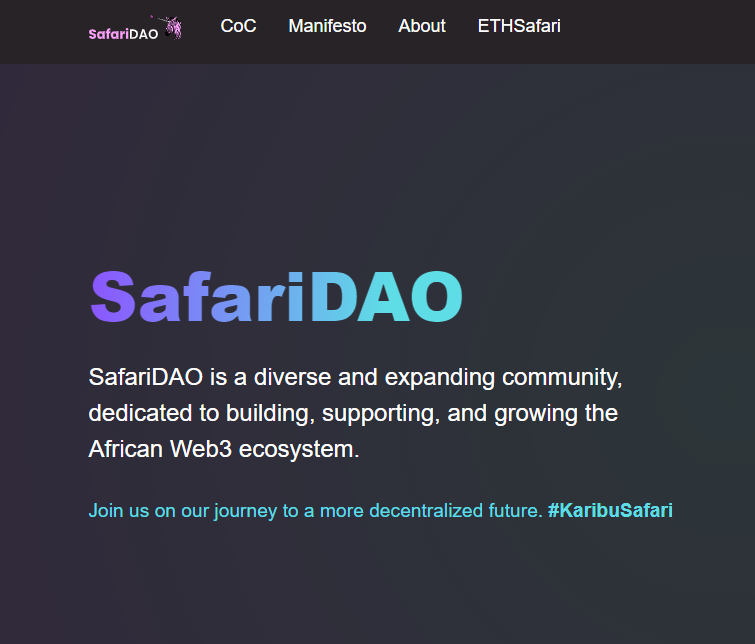 SafariDAO CoC Manifesto About ETHSafari
SafariDAO
SafariDAO is a diverse and expanding community,
dedicated to building, supporting, and growing the
African Web3 ecosystem.
Join us on our journey to a more decentralized future. #KaribuSafari